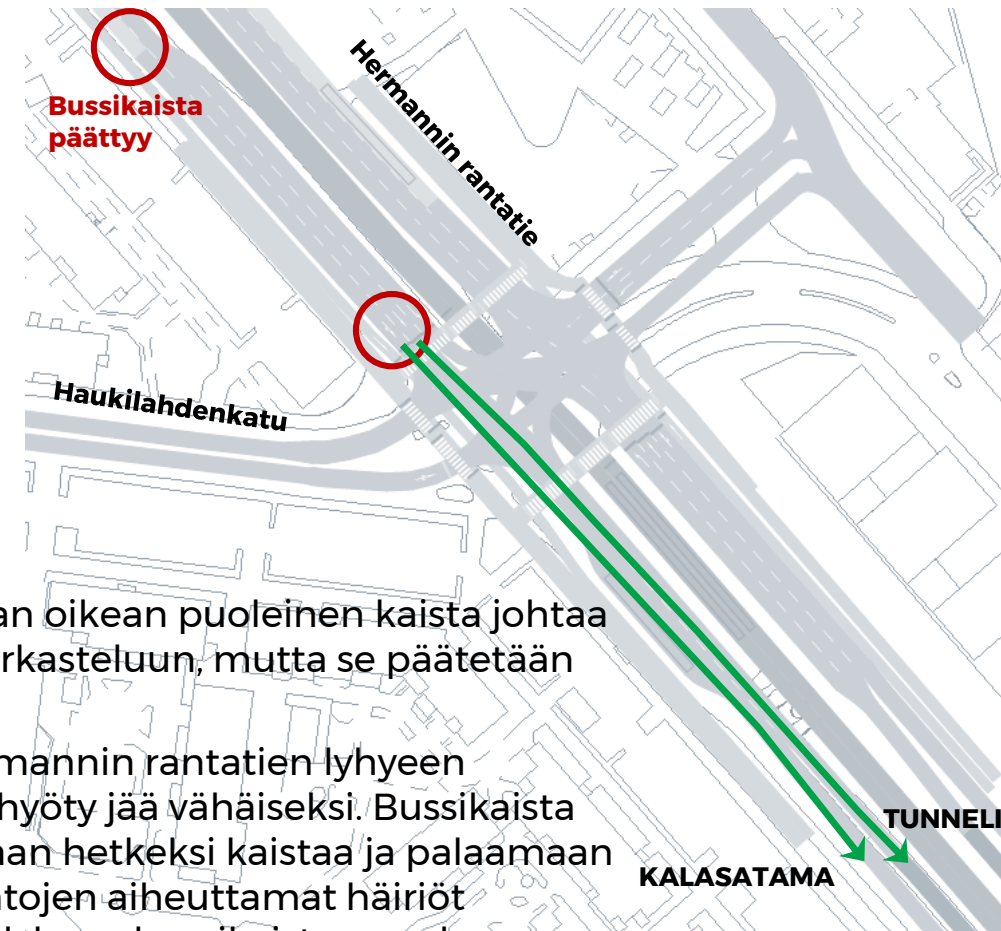 Bussikaista
päättyy
Hermannin rantatie
Haukilahdenkatu
an oikean puoleinen kaista johtaa
rkasteluun, mutta se päätetään
mannin rantatien lyhyeen
hyöty jää vähäiseksi. Bussikaista
nan hetkeksi kaistaa ja palaamaan
tojen aiheuttamat häiriöt
TUNNELI
KALASATAMA